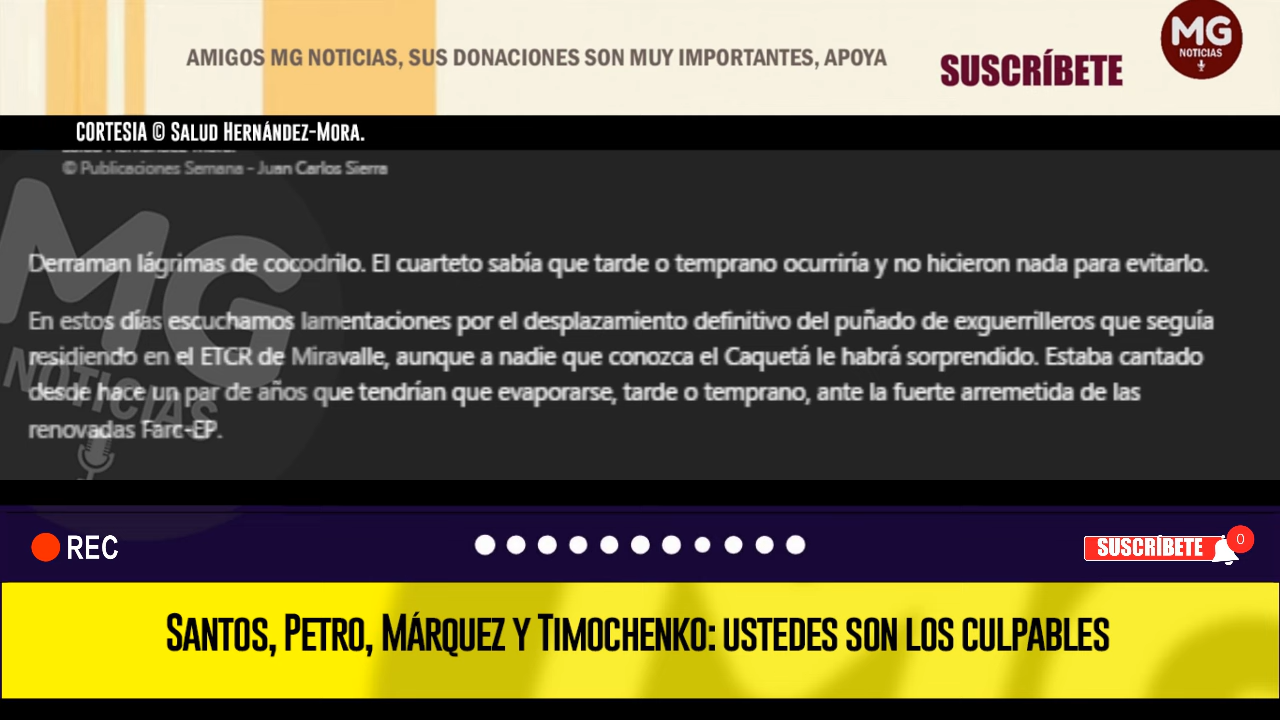 AMIGOS MG NOTICIAS, SUS DONACIONES SON MUY IMPORTANTES, APOYA
SUSCRÍBETE
MG
NOTICIAS
CORTESIA © SALUD HERNÁNDEZ-MORA.
© Publicaciones Semana - Juan Carlos Sierra
Derraman lágrimas de cocodrilo. El cuarteto sabía que tarde o temprano ocurriría y no hicieron nada para evitarlo.
En estos días escuchamos lamentaciones por el desplazamiento definitivo del puñado de exguerrilleros que seguía
residiendo en el ETCR de Miravalle, aunque a nadie que conozca el Caquetá le habrá sorprendido. Estaba cantado
desde hace un par de años que tendrían que evaporarse, tarde o temprano, ante la fuerte arremetida de las
renovadas Farc-EP.
MG
NOTICIAS
REC
SUSCRÍBETE
0
SANTOS, PETRO, MÁRQUEZ Y TIMOCHENKO: USTEDES SON LOS CULPABLES